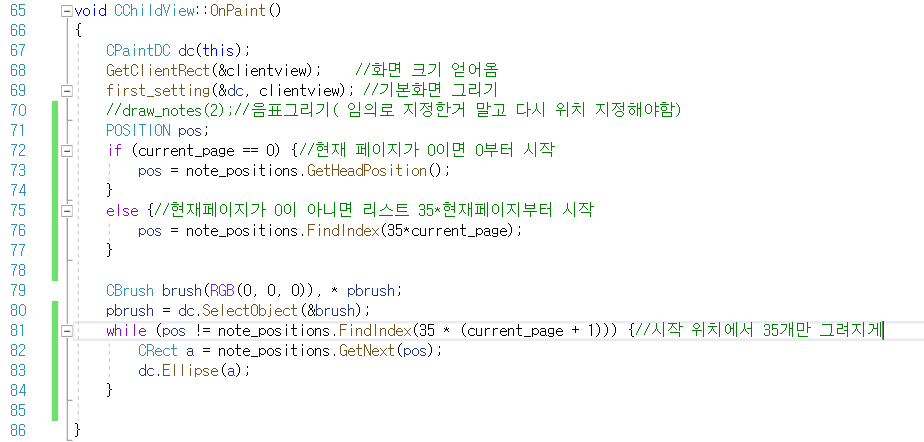 65 void CChildView::OnPaint()
66 {
67 CPaintDC dc(this);
68 GetClientRect(&clientview); //화면 크기 얻어옴
69 first_setting(&dc, clientview); //기본화면 그리기
70 //draw_notes(2);//음표그리기( 임의로 지정한거 말고 다시 위치 지정해야함)
71 POSITION pos;
72 if (current_page == 0) {//현재 페이지가 0이면 0부터 시작
73 pos = note_positions.GetHeadPosition();
74 }
75 else {//현재페이지가 0이 아니면 리스트 35*현재페이지부터 시작
76 pos = note_positions.FindIndex(35*current_page);
77 }
78
79 CBrush brush(RGB(0, 0, 0)), * pbrush;
80 pbrush = dc.SelectObject(&brush);
81 while (pos != note_positions.FindIndex(35 * (current_page + 1))) {//시작 위치에서 35개만 그려지게
82 CRect a = note_positions.GetNext(pos);
83 dc.Ellipse(a);
84 }
85
86 }